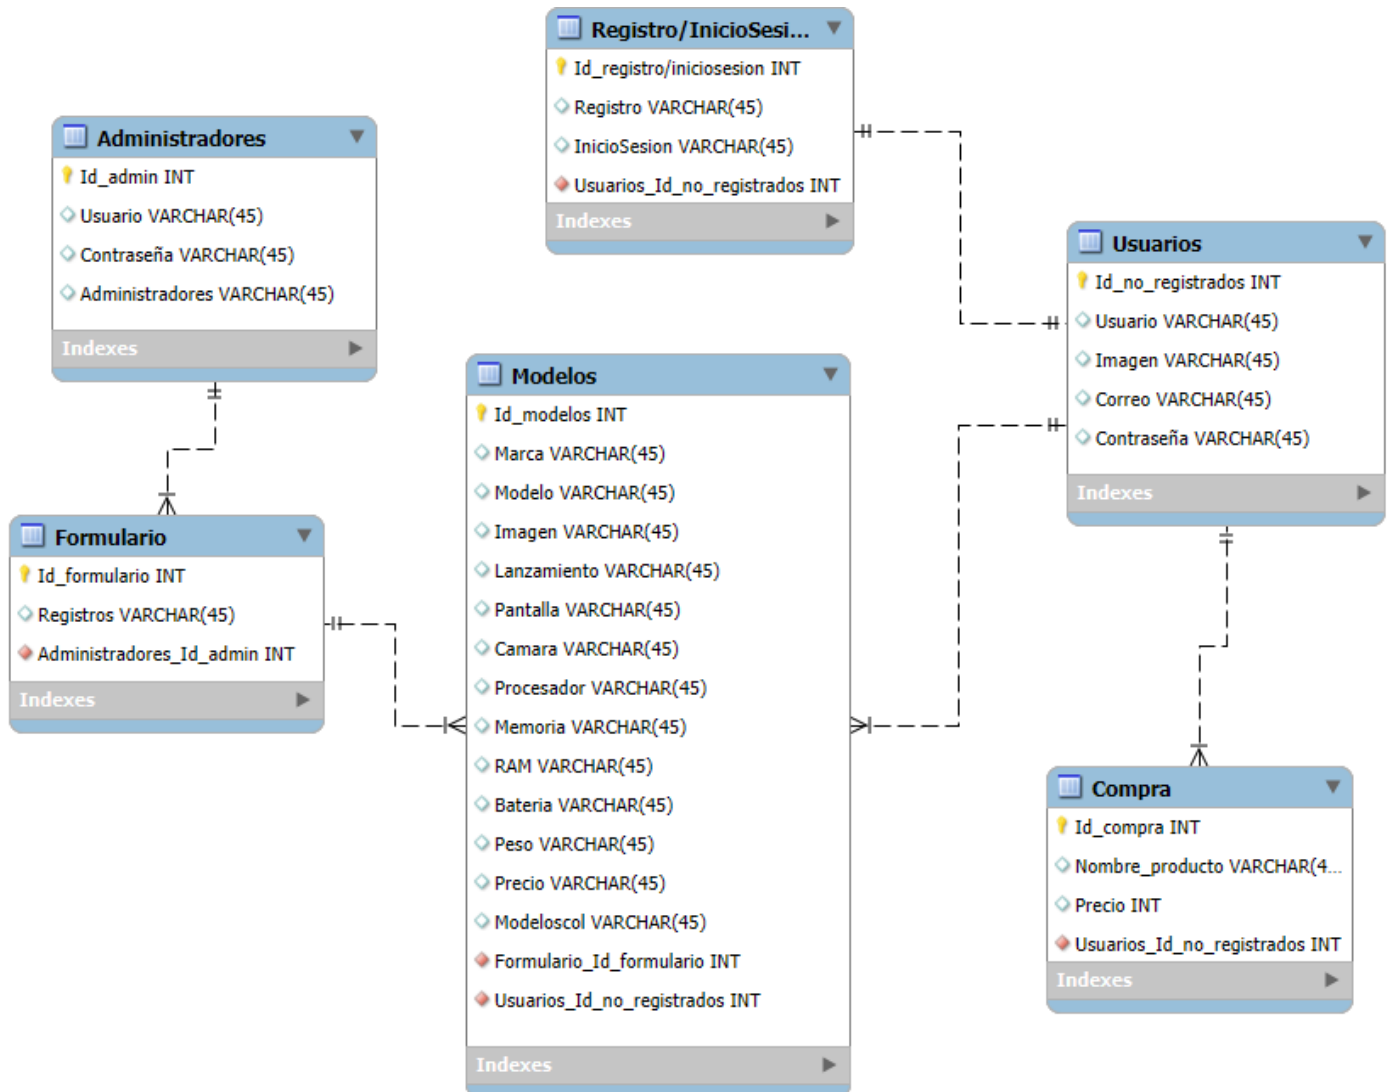 Registro/InicioSesi...
Id_registro/iniciosesion INT
Registro VARCHAR(45)
InicioSesion VARCHAR(45)
Usuarios_Id_no_registrados INT
Indexes
Administradores
Id_admin INT
Usuario VARCHAR(45)
Contraseña VARCHAR(45)
Administradores VARCHAR(45)
Indexes
Usuarios
Id_no_registrados INT
Usuario VARCHAR(45)
Imagen VARCHAR(45)
Correo VARCHAR(45)
Contraseña VARCHAR(45)
Indexes
Modelos
Id_modelos INT
Marca VARCHAR(45)
Modelo VARCHAR(45)
Imagen VARCHAR(45)
Lanzamiento VARCHAR(45)
Pantalla VARCHAR(45)
Camara VARCHAR(45)
Procesador VARCHAR(45)
Memoria VARCHAR(45)
RAM VARCHAR(45)
Bateria VARCHAR(45)
Peso VARCHAR(45)
Precio VARCHAR(45)
Modeloscol VARCHAR(45)
Formulario_Id_formulario INT
Usuarios_Id_no_registrados INT
Indexes
Formulario
Id_formulario INT
Registros VARCHAR(45)
Administradores_Id_admin INT
Indexes
Compra
Id_compra INT
Nombre_producto VARCHAR(4...
Precio INT
Usuarios_Id_no_registrados INT
Indexes